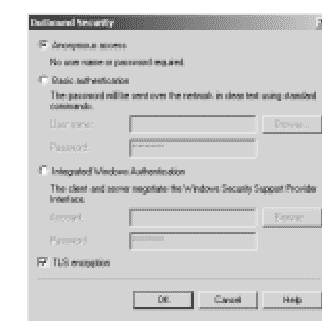 Outbound Security
Anonymous access
No user name or password required.
Basic authentication
The password will be sent over the network in clear text using standard
commands.
User name:
Browse...
Password:
Integrated Windows Authentication
The client and server negotiate the Windows Security Support Provider
Interface.
Account:
Browse...
Password:
TLS encryption
OK Cancel Help